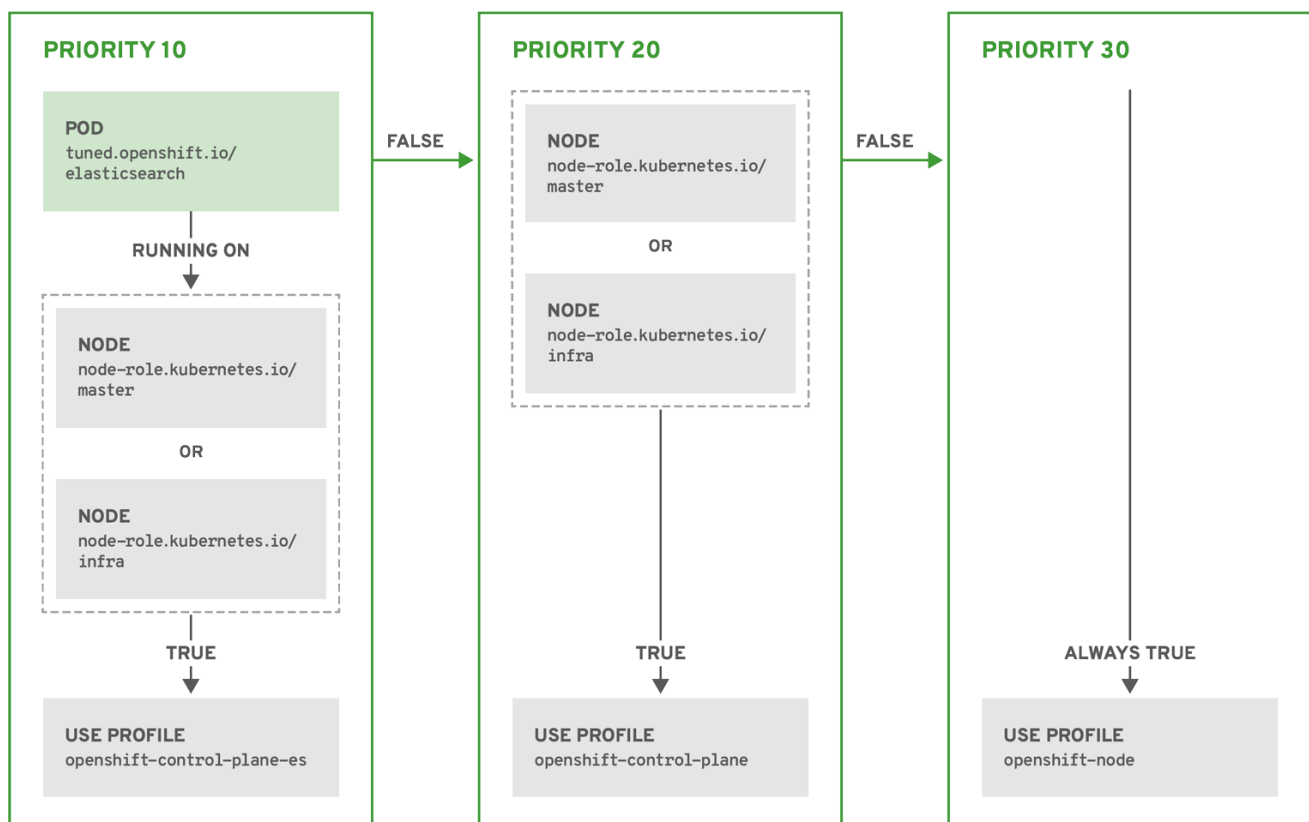 PRIORITY 10
POD
tuned.openshift.io/
elasticsearch
RUNNING ON
NODE
node-role.kubernetes.io/
master
OR
NODE
node-role.kubernetes.io/
infra
TRUE
USE PROFILE
openshift-control-plane-es
FALSE
PRIORITY 20
NODE
node-role.kubernetes.io/
master
OR
NODE
node-role.kubernetes.io/
infra
TRUE
USE PROFILE
openshift-control-plane
FALSE
PRIORITY 30
ALWAYS TRUE
USE PROFILE
openshift-node